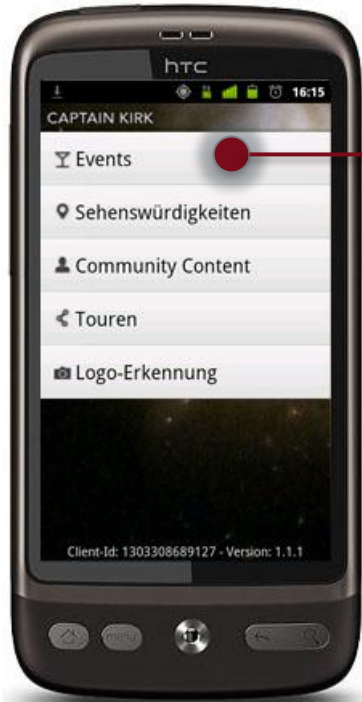 hTC
16:15
CAPTAIN KIRK
Events
Sehenswürdigkeiten
Community Content
Touren
Logo-Erkennung
Client-Id: 1303308689127 - Version: 1.1.1
menu